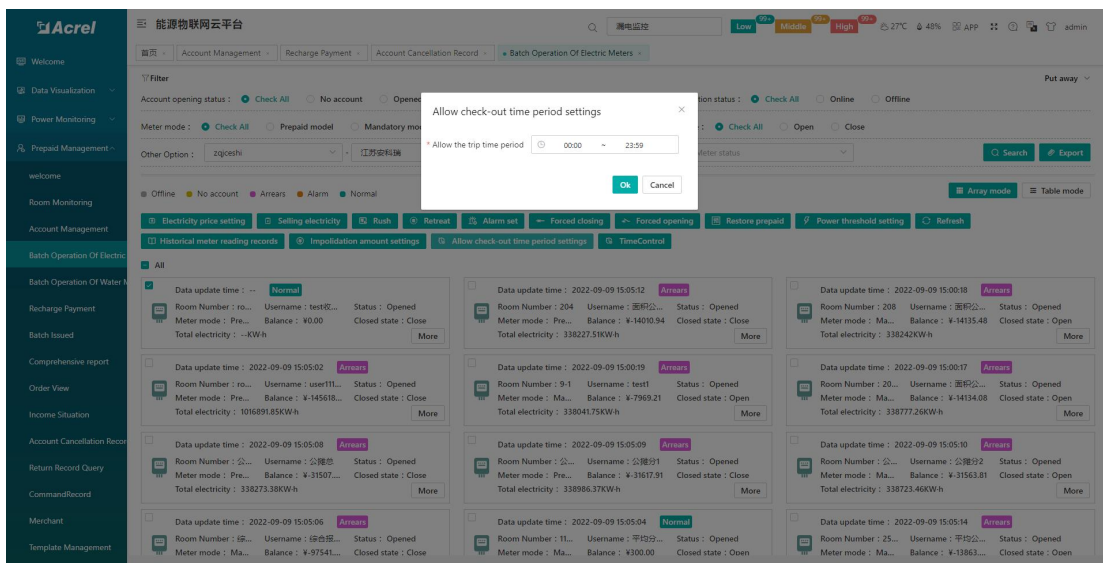 Acrel
能源物联网云平台
漏电监控
Low 99+ Middle 99+ High 99+ 27°C 48% APP admin
首页 × Account Management × Recharge Payment × Account Cancellation Record × Batch Operation Of Electric Meters ×
Welcome
Data Visualization
Power Monitoring
Prepaid Management
welcome
Room Monitoring
Account Management
Batch Operation Of Electric
Batch Operation Of Water M
Recharge Payment
Batch Issued
Comprehensive report
Order View
Income Situation
Account Cancellation Recor
Return Record Query
CommandRecord
Merchant
Template Management
Filter Put away
Account opening status : Check All No account Opened tion status : Check All Online Offline
Meter mode : Check All Prepaid model Mandatory mo : Check All Open Close
Other Option : zqjceshi - 江苏安科瑞 Meter status Search Export
Allow check-out time period settings ×
* Allow the trip time period 00:00 ~ 23:59
Ok Cancel
Offline No account Arrears Alarm Normal Array mode Table mode
Electricity price setting Selling electricity Rush Retreat Alarm set Forced closing Forced opening Restore prepaid Power threshold setting Refresh
Historical meter reading records Impolidation amount settings Allow check-out time period settings TimeControl
All
Data update time : -- Normal
Room Number : ro... Username : test收... Status : Opened
Meter mode : Pre... Balance : ¥0.00 Closed state : Close
Total electricity : --KW·h More
Data update time : 2022-09-09 15:05:12 Arrears
Room Number : 204 Username : 面积公... Status : Opened
Meter mode : Pre... Balance : ¥-14010.94 Closed state : Close
Total electricity : 338227.51KW·h More
Data update time : 2022-09-09 15:00:18 Arrears
Room Number : 208 Username : 面积公... Status : Opened
Meter mode : Ma... Balance : ¥-14135.48 Closed state : Open
Total electricity : 338242KW·h More
Data update time : 2022-09-09 15:05:02 Arrears
Room Number : ro... Username : user111... Status : Opened
Meter mode : Pre... Balance : ¥-145618... Closed state : Close
Total electricity : 1016891.85KW·h More
Data update time : 2022-09-09 15:00:19 Arrears
Room Number : 9-1 Username : test1 Status : Opened
Meter mode : Ma... Balance : ¥-7969.21 Closed state : Open
Total electricity : 338041.75KW·h More
Data update time : 2022-09-09 15:00:17 Arrears
Room Number : 20... Username : 面积公... Status : Opened
Meter mode : Ma... Balance : ¥-14134.08 Closed state : Open
Total electricity : 338777.26KW·h More
Data update time : 2022-09-09 15:05:08 Arrears
Room Number : 公... Username : 公摊总 Status : Opened
Meter mode : Pre... Balance : ¥-31507.... Closed state : Close
Total electricity : 338273.38KW·h More
Data update time : 2022-09-09 15:05:09 Arrears
Room Number : 公... Username : 公摊分1 Status : Opened
Meter mode : Pre... Balance : ¥-31617.91 Closed state : Close
Total electricity : 338986.37KW·h More
Data update time : 2022-09-09 15:05:10 Arrears
Room Number : 公... Username : 公摊分2 Status : Opened
Meter mode : Ma... Balance : ¥-31563.81 Closed state : Open
Total electricity : 338723.46KW·h More
Data update time : 2022-09-09 15:05:06 Arrears
Room Number : 综... Username : 综合报... Status : Opened
Meter mode : Ma... Balance : ¥-97541.... Closed state : Close
Data update time : 2022-09-09 15:05:04 Normal
Room Number : 11... Username : 平均分... Status : Opened
Meter mode : Ma... Balance : ¥300.00 Closed state : Open
Data update time : 2022-09-09 15:05:14 Arrears
Room Number : 25... Username : 平均公... Status : Opened
Meter mode : Ma... Balance : ¥-13863.... Closed state : Open